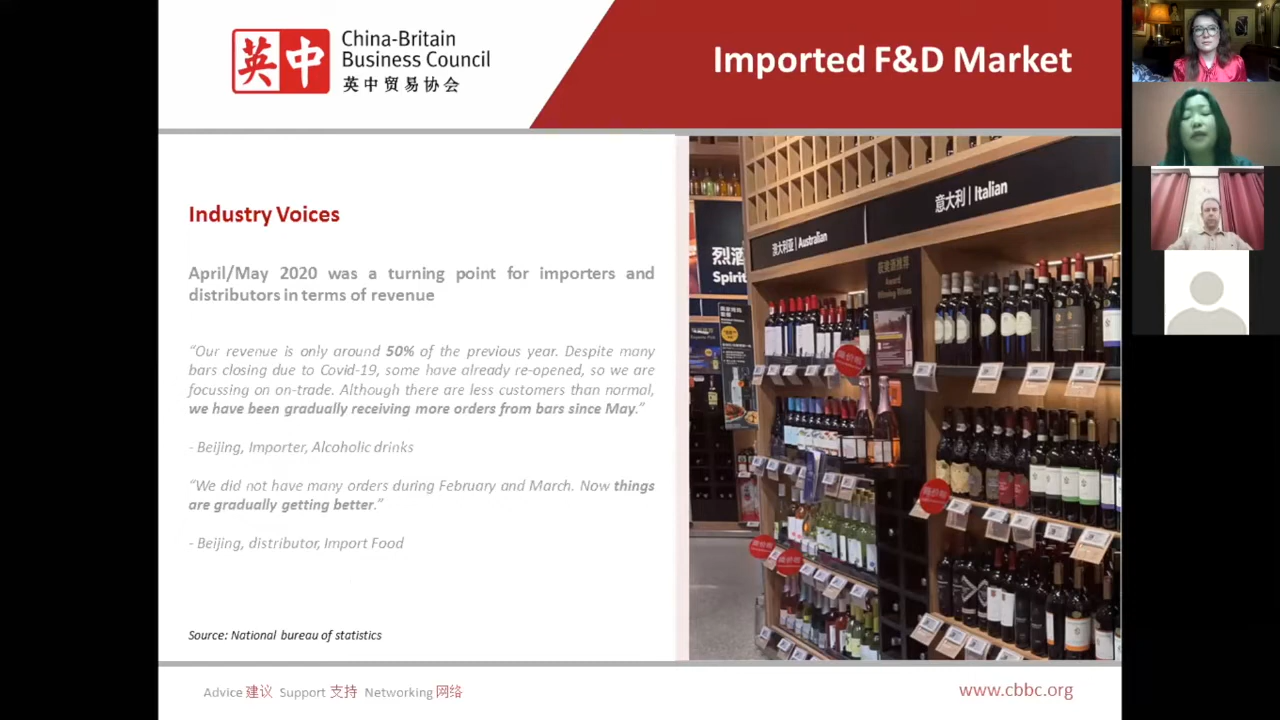 英中
China-Britain
Business Council
英中贸易协会
Imported F&D Market
Industry Voices
April/May 2020 was a turning point for importers and
distributors in terms of revenue
“Our revenue is only around 50% of the previous year. Despite many
bars closing due to Covid-19, some have already re-opened, so we are
focussing on on-trade. Although there are less customers than normal,
we have been gradually receiving more orders from bars since May.”
- Beijing, Importer, Alcoholic drinks
“We did not have many orders during February and March. Now things
are gradually getting better.”
- Beijing, distributor, Import Food
Source: National bureau of statistics
意大利 | Italian
澳大利亚 | Australian
烈酒
Spirit
Award
Winning Wines
Advice 建议 Support 支持 Networking 网络
www.cbbc.org